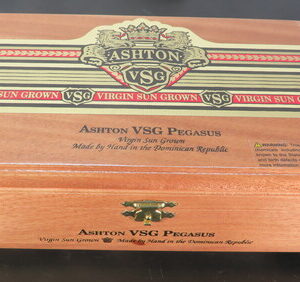 ASHTON
VSG
SUN GROWN VSG VIRGIN SUN GROWN VSG VIRGIN SUN
ASHTON VSG PEGASUS
Virgin Sun Grown
Made by Hand in the Dominican Republic
WARNING:
ASHTON VSG PEGASUS
Virgin Sun Grown Made by Hand in the Dominican Republic